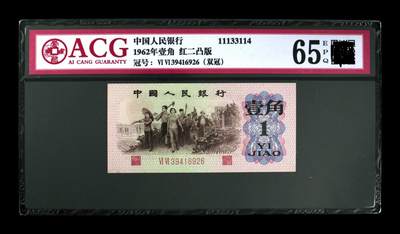 ACG
AI CANG GUARANTY
中国人民银行 11133114
1962年壹角 红二凸版
冠号：VI VI39416926（双冠）
65 EPQ
中國人民銀行
壹角
1
YI
JIAO
VI VI 39416926